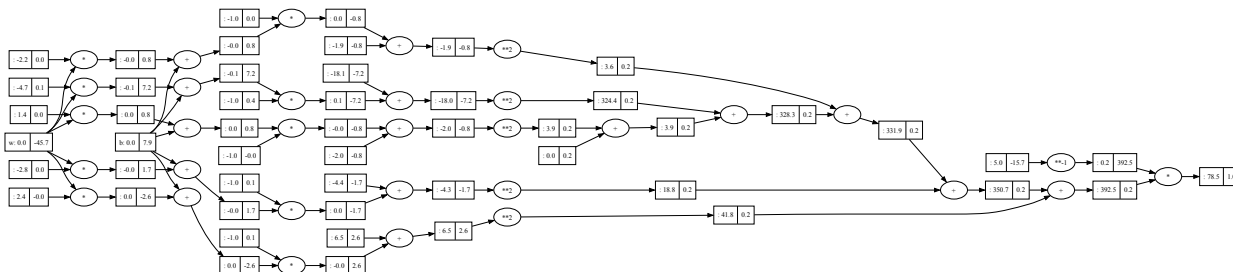 : -1.0 0.0
*
: 0.0 -0.8
: -0.0 0.8
: -1.9 -0.8
+
: -1.9 -0.8
**2
: 3.6 0.2
: -2.2 0.0
*
: -0.0 0.8
+
: -4.7 0.1
*
: -0.1 7.2
+
: -0.1 7.2
: -1.0 0.4
*
: 0.1 -7.2
: -18.1 -7.2
+
: -18.0 -7.2
**2
: 324.4 0.2
+
: 328.3 0.2
+
: 331.9 0.2
: 1.4 0.0
*
: 0.0 0.8
+
: 0.0 0.8
: -1.0 -0.0
*
: -0.0 -0.8
: -2.0 -0.8
+
: -2.0 -0.8
**2
: 3.9 0.2
: 0.0 0.2
+
: 3.9 0.2
w: 0.0 -45.7
b: 0.0 7.9
: -2.8 0.0
*
: -0.0 1.7
+
: -1.0 0.1
: -0.0 1.7
*
: 0.0 -1.7
: -4.4 -1.7
+
: -4.3 -1.7
**2
: 18.8 0.2
+
: 350.7 0.2
+
: 392.5 0.2
: 5.0 -15.7
**-1
: 0.2 392.5
*
: 78.5
: 2.4 -0.0
*
: 0.0 -2.6
+
: -1.0 0.1
: 0.0 -2.6
*
: -0.0 2.6
: 6.5 2.6
+
: 6.5 2.6
**2
: 41.8 0.2